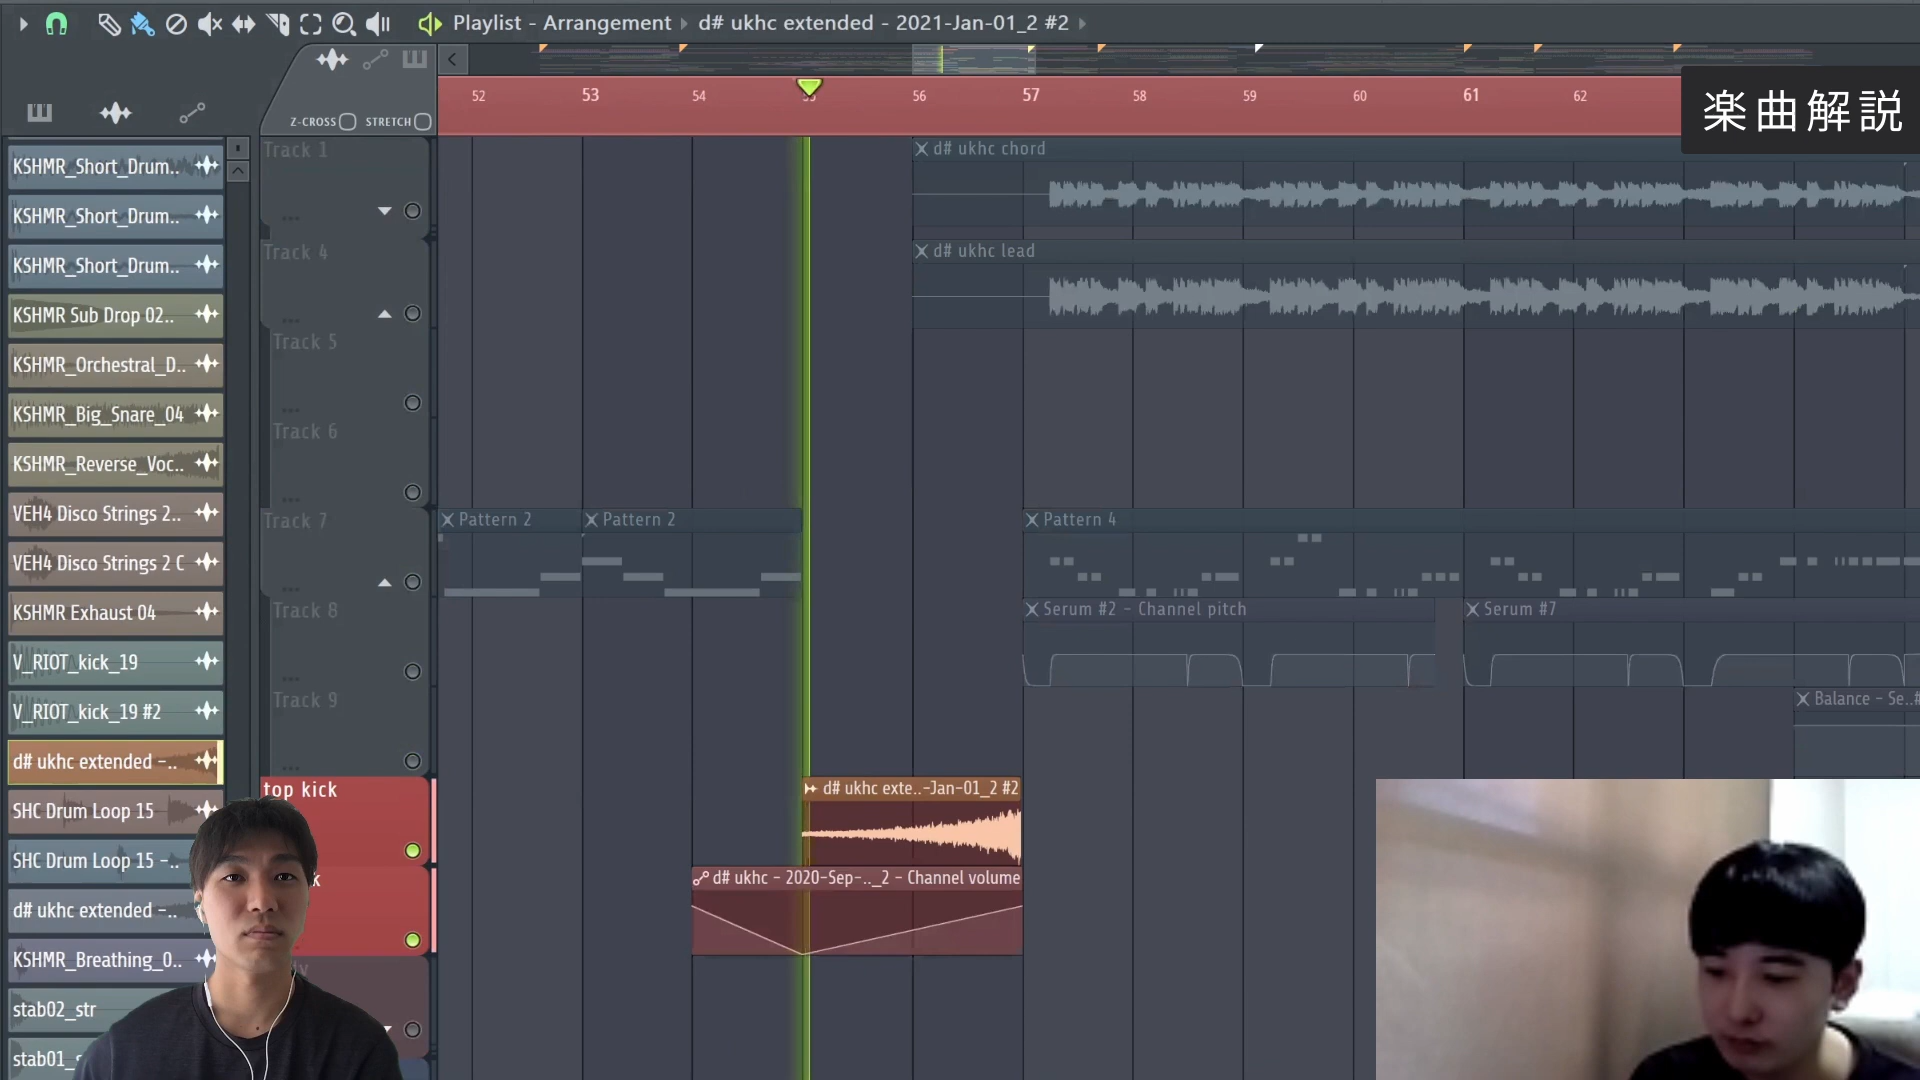 Playlist - Arrangement
d# ukhc extended - 2021-Jan-01_2 #2
楽曲解説
Z-CROSS
STRETCH
52
53
54
56
57
58
59
60
61
62
KSHMR_Short_Drum..
KSHMR_Short_Drum..
KSHMR_Short_Drum..
KSHMR Sub Drop 02..
KSHMR_Orchestral_D..
KSHMR_Big_Snare_04
KSHMR_Reverse_Voc..
VEH4 Disco Strings 2..
VEH4 Disco Strings 2 C
KSHMR Exhaust 04
V_RIOT_kick_19
V_RIOT_kick_19 #2
d# ukhc extended -..
SHC Drum Loop 15
SHC Drum Loop 15 -..
d# ukhc extended -..
KSHMR_Breathing_0..
stab02_str
Track 1
Track 4
Track 5
Track 6
Track 7
Track 8
Track 9
top kick
d# ukhc chord
d# ukhc lead
Pattern 2
Pattern 2
Pattern 4
Serum #2 - Channel pitch
Serum #7
Balance - Se..#
d# ukhc exte..-Jan-01_2 #2
d# ukhc - 2020-Sep-.._2 - Channel volume